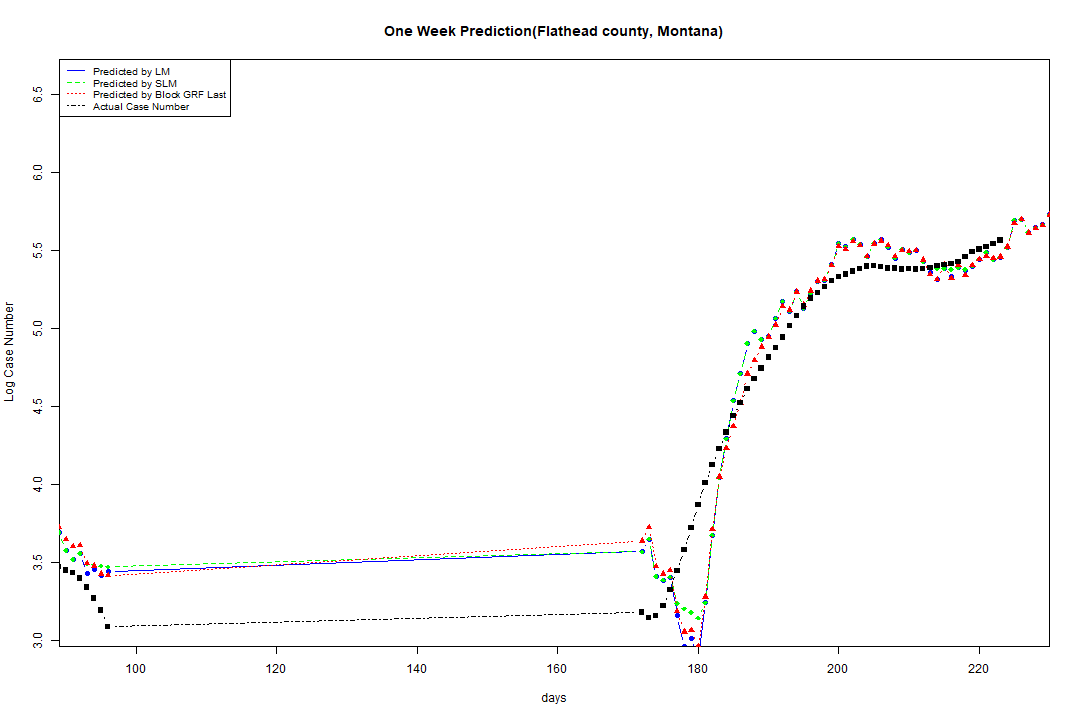 One Week Prediction(Flathead county, Montana)
Predicted by LM
Predicted by SLM
Predicted by Block GRF Last
Actual Case Number
6.5
6.0
5.5
5.0
4.5
4.0
3.5
3.0
Log Case Number
100 120 140 160 180 200 220
days